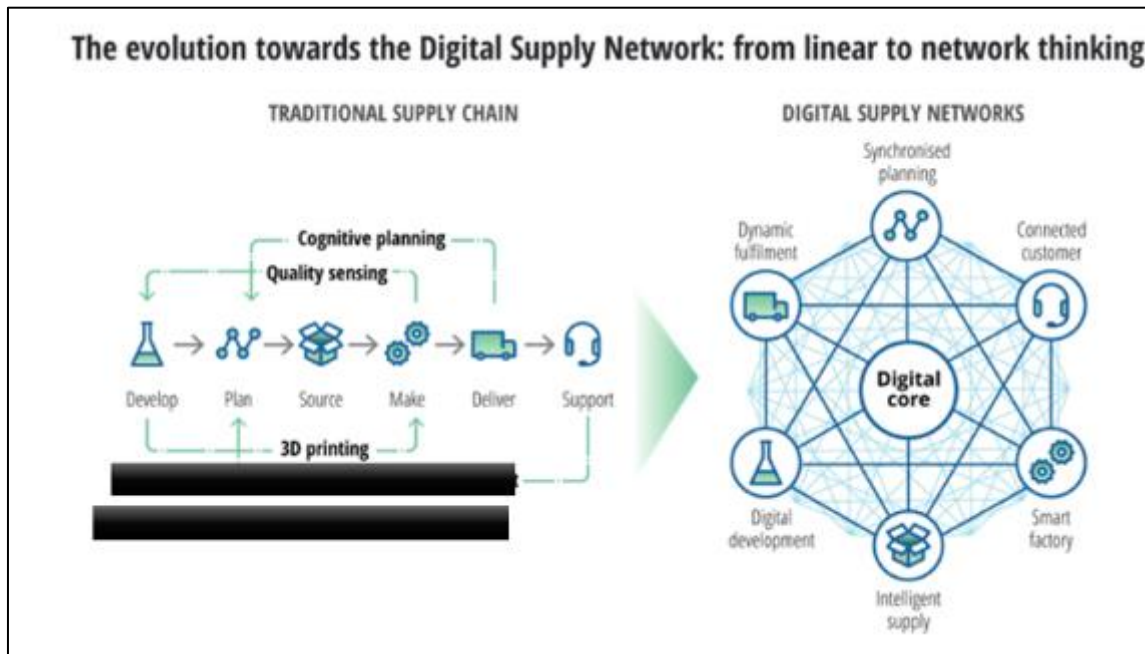 The evolution towards the Digital Supply Network: from linear to network thinking
TRADITIONAL SUPPLY CHAIN
Cognitive planning
Quality sensing
Develop
Plan
Source
Make
Deliver
Support
3D printing
DIGITAL SUPPLY NETWORKS
Synchronised
planning
Dynamic
fulfilment
Connected
customer
Digital
core
Digital
development
Smart
factory
Intelligent
supply